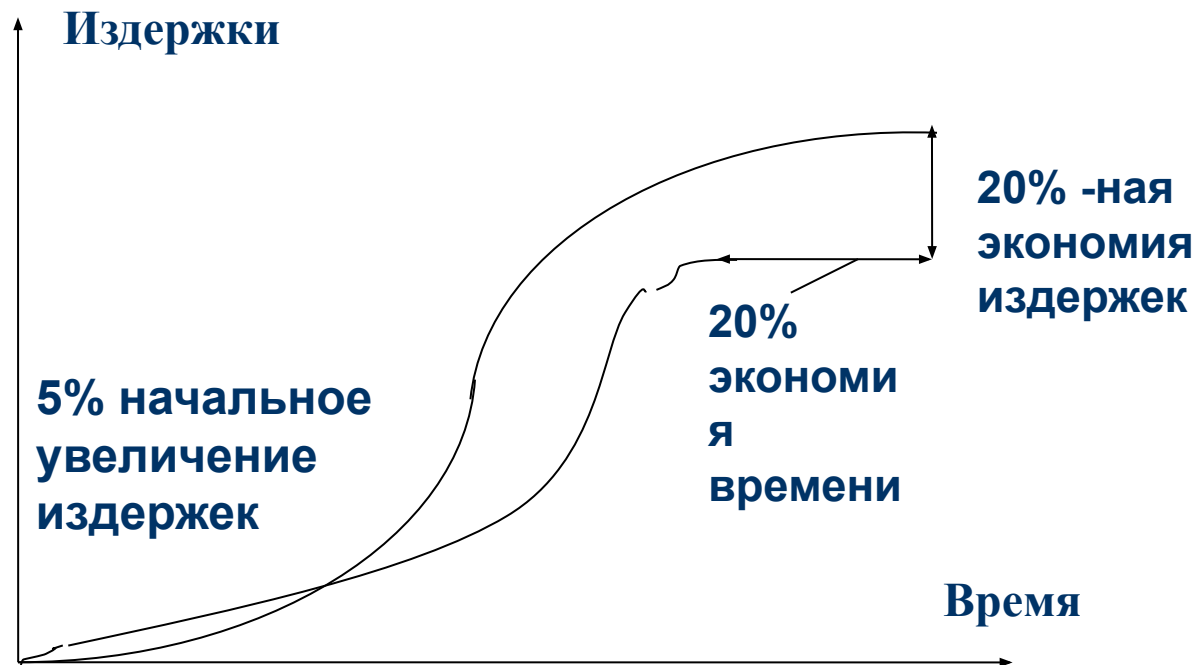 Издержки
20% -ная
экономия
издержек
20%
экономи
я
времени
5% начальное
увеличение
издержек
Время